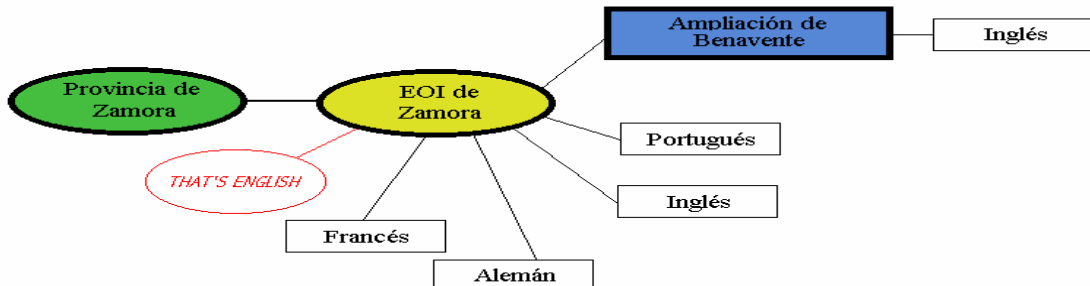 Ampliación de
Benavente
Inglés
Provincia de
Zamora
EOI de
Zamora
Portugués
THAT'S ENGLISH
Inglés
Francés
Alemán